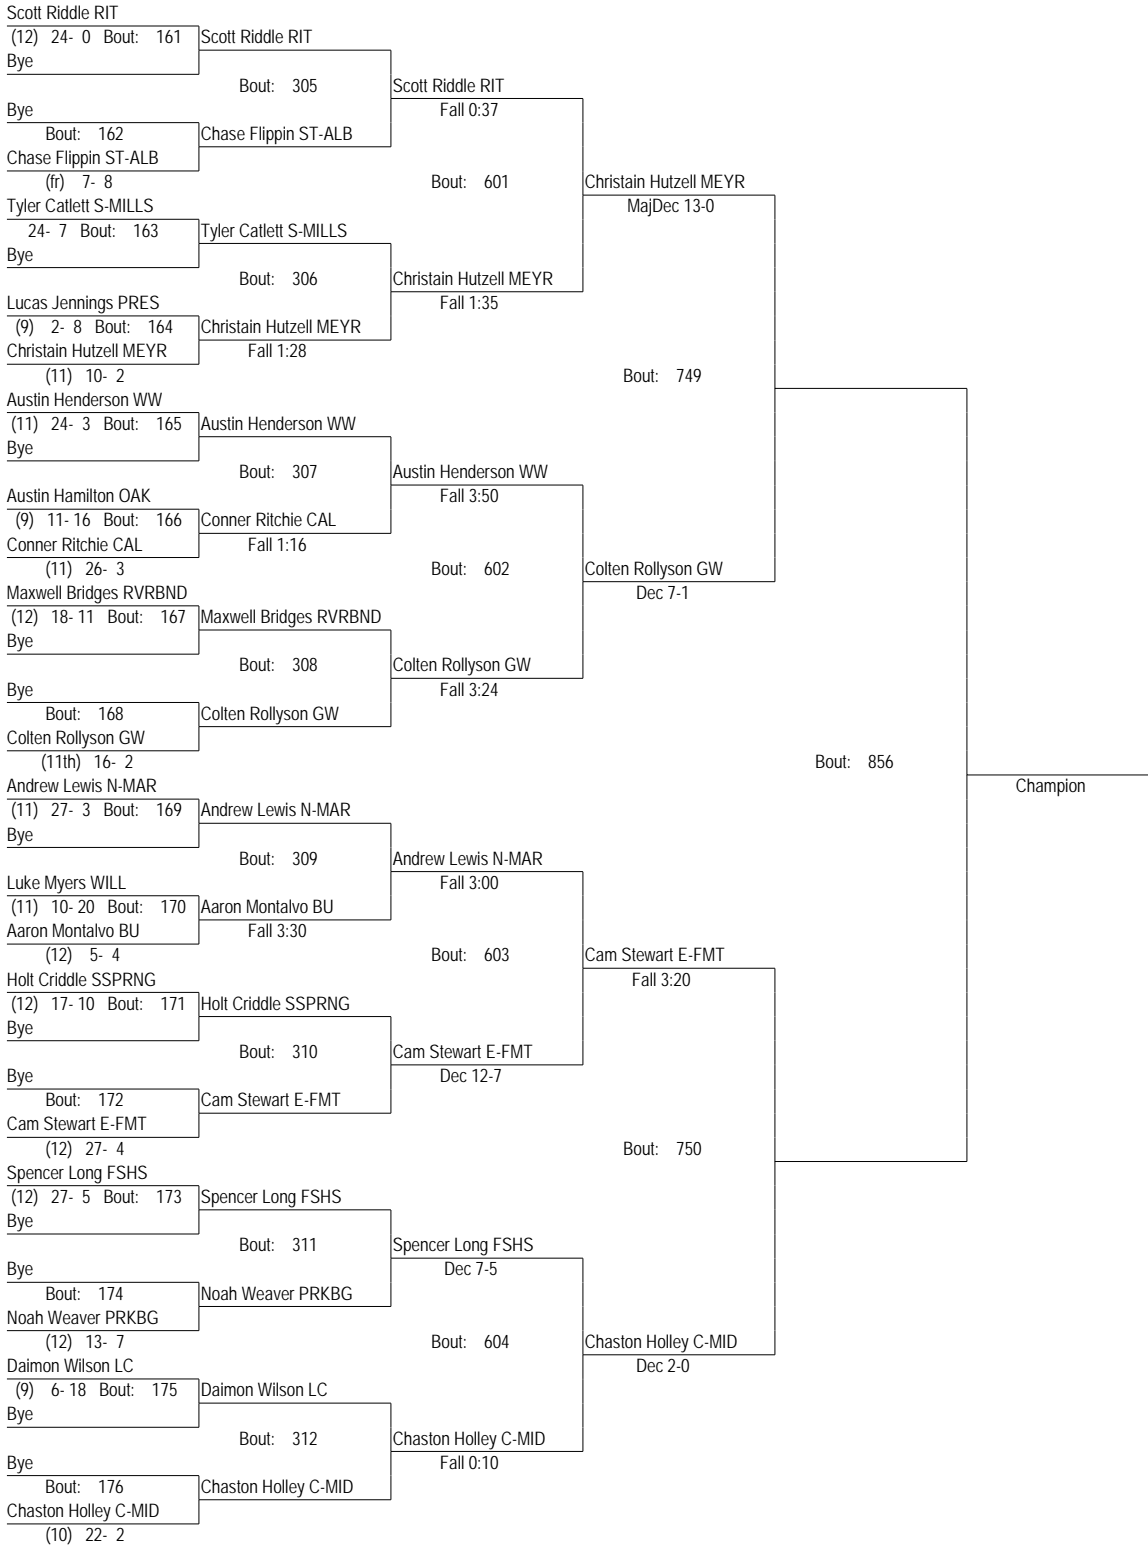 Scott Riddle RIT
(12) 24- 0 Bout: 161 Scott Riddle RIT
Bye
Bout: 305 Scott Riddle RIT
Bye Fall 0:37
Bout: 162 Chase Flippin ST-ALB
Chase Flippin ST-ALB
(fr) 7- 8 Bout: 601 Christain Hutzell MEYR
Tyler Catlett S-MILLS MajDec 13-0
24- 7 Bout: 163 Tyler Catlett S-MILLS
Bye
Bout: 306 Christain Hutzell MEYR
Lucas Jennings PRES Fall 1:35
(9) 2- 8 Bout: 164 Christain Hutzell MEYR
Christain Hutzell MEYR Fall 1:28
(11) 10- 2 Bout: 749
Austin Henderson WW
(11) 24- 3 Bout: 165 Austin Henderson WW
Bye
Bout: 307 Austin Henderson WW
Austin Hamilton OAK Fall 3:50
(9) 11- 16 Bout: 166 Conner Ritchie CAL
Conner Ritchie CAL Fall 1:16
(11) 26- 3 Bout: 602 Colten Rollyson GW
Maxwell Bridges RVRBND Dec 7-1
(12) 18- 11 Bout: 167 Maxwell Bridges RVRBND
Bye
Bout: 308 Colten Rollyson GW
Bye Fall 3:24
Bout: 168 Colten Rollyson GW
Colten Rollyson GW
(11th) 16- 2 Bout: 856
Andrew Lewis N-MAR Champion
(11) 27- 3 Bout: 169 Andrew Lewis N-MAR
Bye
Bout: 309 Andrew Lewis N-MAR
Luke Myers WILL Fall 3:00
(11) 10- 20 Bout: 170 Aaron Montalvo BU
Aaron Montalvo BU Fall 3:30
(12) 5- 4 Bout: 603 Cam Stewart E-FMT
Holt Criddle SSPRNG Fall 3:20
(12) 17- 10 Bout: 171 Holt Criddle SSPRNG
Bye
Bout: 310 Cam Stewart E-FMT
Bye Dec 12-7
Bout: 172 Cam Stewart E-FMT
Cam Stewart E-FMT
(12) 27- 4 Bout: 750
Spencer Long FSHS
(12) 27- 5 Bout: 173 Spencer Long FSHS
Bye
Bout: 311 Spencer Long FSHS
Bye Dec 7-5
Bout: 174 Noah Weaver PRKBG
Noah Weaver PRKBG
(12) 13- 7 Bout: 604 Chaston Holley C-MID
Daimon Wilson LC Dec 2-0
(9) 6- 18 Bout: 175 Daimon Wilson LC
Bye
Bout: 312 Chaston Holley C-MID
Bye Fall 0:10
Bout: 176 Chaston Holley C-MID
Chaston Holley C-MID
(10) 22- 2